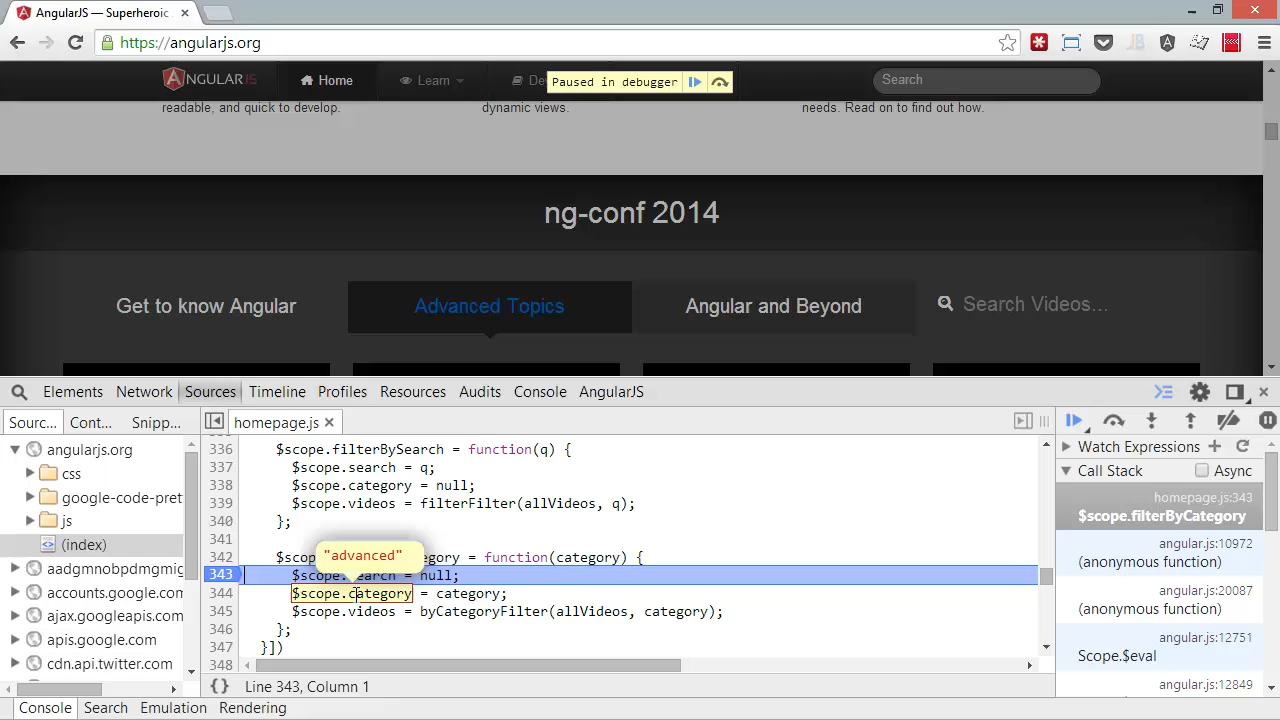 AngularJS — Superheroic
https://angularjs.org
ANGULARJS Home Learn De Paused in debugger Search
readable, and quick to develop. dynamic views. needs. Read on to find out how.
ng-conf 2014
Get to know Angular Advanced Topics Angular and Beyond Search Videos...
Elements Network Sources Timeline Profiles Resources Audits Console AngularJS
Sourc... Cont... Snipp... homepage.js
angularjs.org
css
google-code-pret
js
(index)
aadgmnobpdmgmig
accounts.google.com
ajax.googleapis.com
apis.google.com
cdn.api.twitter.com
336 $scope.filterBySearch = function(q) {
337 $scope.search = q;
338 $scope.category = null;
339 $scope.videos = filterFilter(allVideos, q);
340 };
341
"advanced"
342 $scop egory = function(category) {
343 $scope.search = null;
344 $scope.category = category;
345 $scope.videos = byCategoryFilter(allVideos, category);
346 };
347 }])
348
{} Line 343, Column 1
Watch Expressions
Call Stack Async
homepage.js:343
$scope.filterByCategory
angular.js:10972
(anonymous function)
angular.js:20087
(anonymous function)
angular.js:12751
Scope.$eval
angular.js:12849
Console Search Emulation Rendering